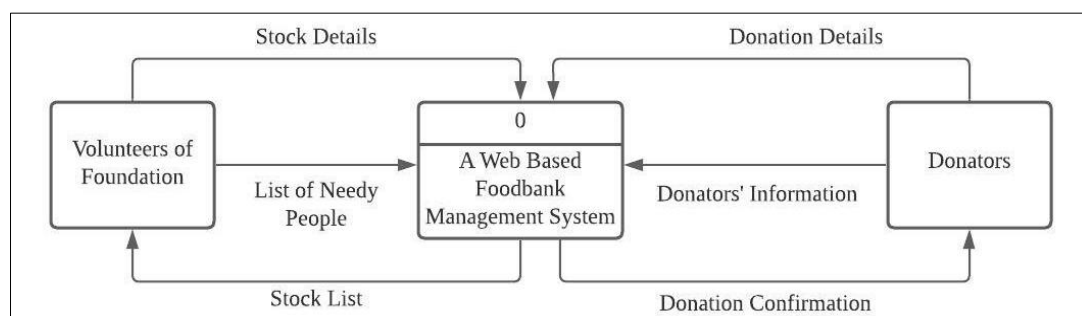 Stock Details
Donation Details
Volunteers of
Foundation
0
A Web Based
Foodbank
Management System
Donators
List of Needy
People
Donators' Information
Stock List
Donation Confirmation